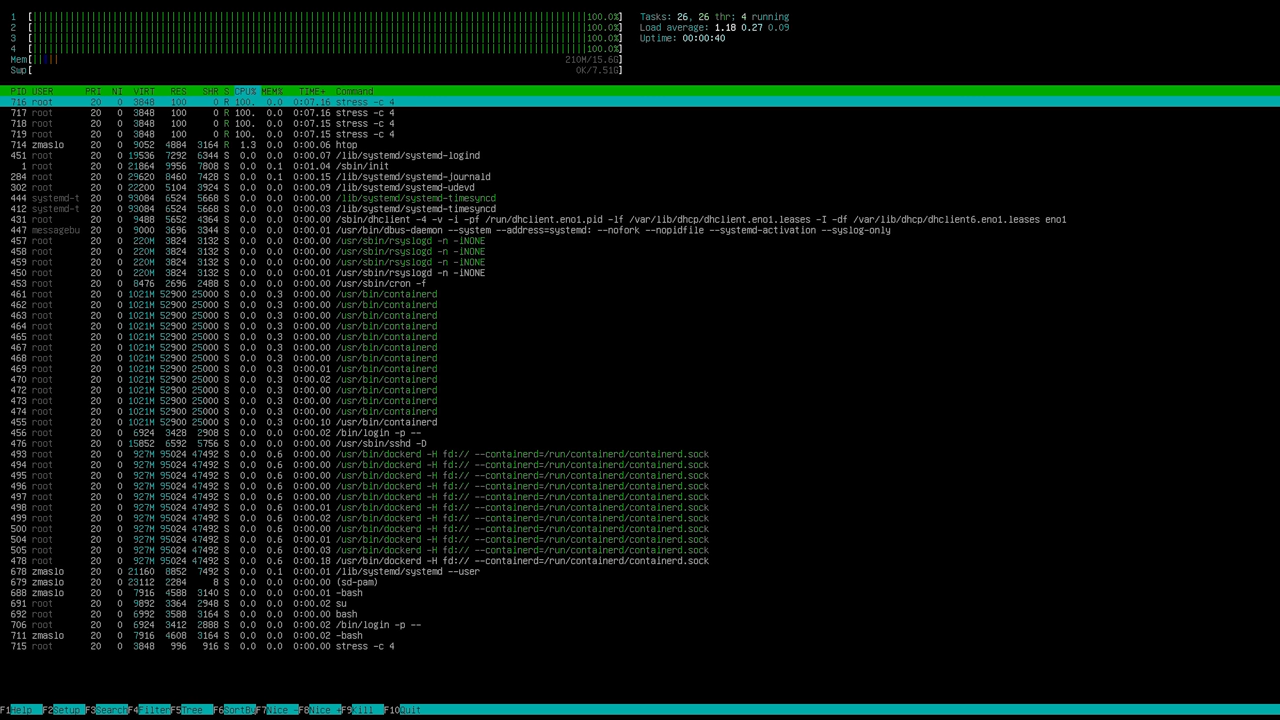 1 [||||||||||||||||||||||||||||||||||||||||||||||||||||||||||||||||||||||||||||||100.0%] Tasks: 26, 26 thr; 4 running
2 [||||||||||||||||||||||||||||||||||||||||||||||||||||||||||||||||||||||||||||||100.0%] Load average: 1.18 0.27 0.09
3 [||||||||||||||||||||||||||||||||||||||||||||||||||||||||||||||||||||||||||||||100.0%] Uptime: 00:00:40
4 [||||||||||||||||||||||||||||||||||||||||||||||||||||||||||||||||||||||||||||||100.0%]
Mem[||||| 210M/15.6G]
Swp[ 0K/7.51G]
PID USER PRI NI VIRT RES SHR S CPU% MEM% TIME+ Command
716 root 20 0 3848 100 0 R 100. 0.0 0:07.16 stress -c 4
717 root 20 0 3848 100 0 R 100. 0.0 0:07.16 stress -c 4
718 root 20 0 3848 100 0 R 100. 0.0 0:07.15 stress -c 4
719 root 20 0 3848 100 0 R 100. 0.0 0:07.16 stress -c 4
714 zmaslo 20 0 9052 4884 3164 R 1.3 0.0 0:00.06 htop
451 root 20 0 19536 7292 6344 S 0.0 0.0 0:00.03 /lib/systemd/systemd-logind
1 root 20 0 21864 9956 7808 S 0.0 0.1 0:01.04 /sbin/init
284 root 20 0 29620 8460 7428 S 0.0 0.1 0:00.15 /lib/systemd/systemd-journald
302 root 20 0 22200 5104 3924 S 0.0 0.0 0:00.09 /lib/systemd/systemd-udevd
444 systemd-t 20 0 93084 6524 5668 S 0.0 0.0 0:00.00 /lib/systemd/systemd-timesyncd
412 systemd-t 20 0 93084 6524 5668 S 0.0 0.0 0:00.03 /lib/systemd/systemd-timesyncd
431 root 20 0 9488 5652 4364 S 0.0 0.0 0:00.01 /sbin/dhclient -4 -v -i -pf /run/dhclient.eno1.pid -lf /var/lib/dhcp/dhclient.eno1.leases -I -df /var/lib/dhcp/dhclient6.eno1.leases eno1
447 messagebu 20 0 9000 3696 3344 S 0.0 0.0 0:00.01 /usr/bin/dbus-daemon --system --address=systemd: --nofork --nopidfile --systemd-activation --syslog-only
457 root 20 0 220M 3824 3132 S 0.0 0.0 0:00.00 /usr/sbin/rsyslogd -n -iNONE
458 root 20 0 220M 3824 3132 S 0.0 0.0 0:00.00 /usr/sbin/rsyslogd -n -iNONE
459 root 20 0 220M 3824 3132 S 0.0 0.0 0:00.00 /usr/sbin/rsyslogd -n -iNONE
450 root 20 0 220M 3824 3132 S 0.0 0.0 0:00.01 /usr/sbin/rsyslogd -n -iNONE
453 root 20 0 8476 2696 2488 S 0.0 0.0 0:00.00 /usr/sbin/cron -f
461 root 20 0 1021M 52900 25000 S 0.0 0.3 0:00.00 /usr/bin/containerd
462 root 20 0 1021M 52900 25000 S 0.0 0.3 0:00.00 /usr/bin/containerd
463 root 20 0 1021M 52900 25000 S 0.0 0.3 0:00.00 /usr/bin/containerd
464 root 20 0 1021M 52900 25000 S 0.0 0.3 0:00.00 /usr/bin/containerd
465 root 20 0 1021M 52900 25000 S 0.0 0.3 0:00.00 /usr/bin/containerd
467 root 20 0 1021M 52900 25000 S 0.0 0.3 0:00.00 /usr/bin/containerd
468 root 20 0 1021M 52900 25000 S 0.0 0.3 0:00.00 /usr/bin/containerd
469 root 20 0 1021M 52900 25000 S 0.0 0.3 0:00.01 /usr/bin/containerd
470 root 20 0 1021M 52900 25000 S 0.0 0.3 0:00.02 /usr/bin/containerd
472 root 20 0 1021M 52900 25000 S 0.0 0.3 0:00.00 /usr/bin/containerd
473 root 20 0 1021M 52900 25000 S 0.0 0.3 0:00.00 /usr/bin/containerd
474 root 20 0 1021M 52900 25000 S 0.0 0.3 0:00.00 /usr/bin/containerd
455 root 20 0 1021M 52900 25000 S 0.0 0.3 0:00.10 /usr/bin/containerd
456 root 20 0 6924 3428 2908 S 0.0 0.0 0:00.02 /bin/login -p --
476 root 20 0 15852 6592 5756 S 0.0 0.0 0:00.00 /usr/sbin/sshd -D
493 root 20 0 927M 95024 47492 S 0.0 0.6 0:00.00 /usr/bin/dockerd -H fd:// --containerd=/run/containerd/containerd.sock
494 root 20 0 927M 95024 47492 S 0.0 0.6 0:00.00 /usr/bin/dockerd -H fd:// --containerd=/run/containerd/containerd.sock
495 root 20 0 927M 95024 47492 S 0.0 0.6 0:00.00 /usr/bin/dockerd -H fd:// --containerd=/run/containerd/containerd.sock
496 root 20 0 927M 95024 47492 S 0.0 0.6 0:00.00 /usr/bin/dockerd -H fd:// --containerd=/run/containerd/containerd.sock
497 root 20 0 927M 95024 47492 S 0.0 0.6 0:00.00 /usr/bin/dockerd -H fd:// --containerd=/run/containerd/containerd.sock
498 root 20 0 927M 95024 47492 S 0.0 0.6 0:00.01 /usr/bin/dockerd -H fd:// --containerd=/run/containerd/containerd.sock
499 root 20 0 927M 95024 47492 S 0.0 0.6 0:00.02 /usr/bin/dockerd -H fd:// --containerd=/run/containerd/containerd.sock
500 root 20 0 927M 95024 47492 S 0.0 0.6 0:00.00 /usr/bin/dockerd -H fd:// --containerd=/run/containerd/containerd.sock
504 root 20 0 927M 95024 47492 S 0.0 0.6 0:00.01 /usr/bin/dockerd -H fd:// --containerd=/run/containerd/containerd.sock
505 root 20 0 927M 95024 47492 S 0.0 0.6 0:00.03 /usr/bin/dockerd -H fd:// --containerd=/run/containerd/containerd.sock
478 root 20 0 927M 95024 47492 S 0.0 0.6 0:00.18 /usr/bin/dockerd -H fd:// --containerd=/run/containerd/containerd.sock
678 zmaslo 20 0 21160 8852 7492 S 0.0 0.1 0:00.01 /lib/systemd/systemd --user
679 zmaslo 20 0 23112 2284 8 S 0.0 0.0 0:00.00 (sd-pam)
688 zmaslo 20 0 7916 4588 3140 S 0.0 0.0 0:00.01 -bash
691 root 20 0 9892 3364 2948 S 0.0 0.0 0:00.02 su
692 root 20 0 6992 3588 3164 S 0.0 0.0 0:00.00 bash
706 root 20 0 6924 3412 2888 S 0.0 0.0 0:00.02 /bin/login -p --
711 zmaslo 20 0 7916 4608 3164 S 0.0 0.0 0:00.02 -bash
715 root 20 0 3848 996 916 S 0.0 0.0 0:00.00 stress -c 4
F1Help F2Setup F3SearchF4FilterF5Tree F6SortByF7Nice -F8Nice +F9Kill F10Quit